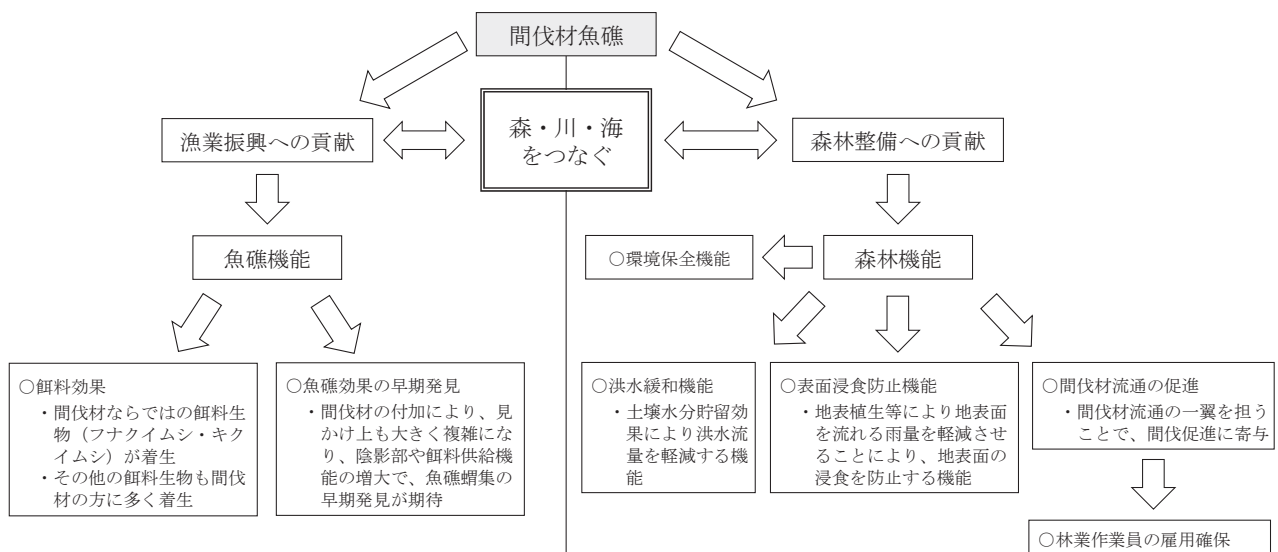 間伐材魚礁
森・川・海
をつなぐ
漁業振興への貢献
森林整備への貢献
魚礁機能
○環境保全機能
森林機能
○餌料効果
・間伐材ならではの餌料生
物（フナクイムシ・キク
イムシ）が着生
・その他の餌料生物も間伐
材の方に多く着生
○魚礁効果の早期発見
・間伐材の付加により、見
かけ上も大きく複雑にな
り、陰影部や餌料供給機
能の増大で、魚礁蝟集の
早期発見が期待
○洪水緩和機能
・土壌水分貯留効
果により洪水流
量を軽減する機
能
○表面浸食防止機能
・地表植生等により地表面
を流れる雨量を軽減させ
ることにより、地表面の
浸食を防止する機能
○間伐材流通の促進
・間伐材流通の一翼を担う
ことで、間伐促進に寄与
○林業作業員の雇用確保